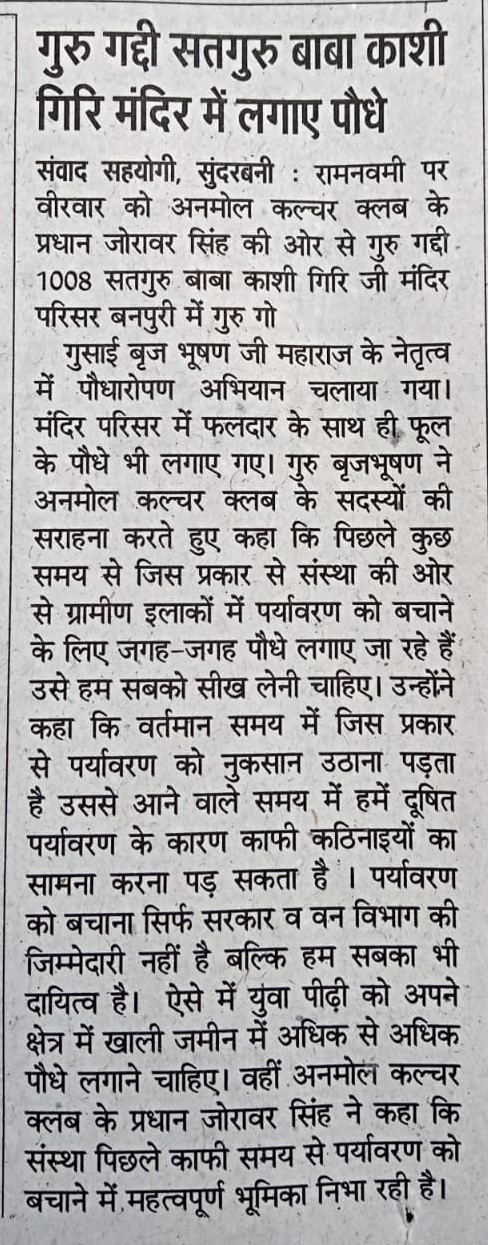 गुरु गद्दी सतगुरु बाबा काशी
गिरि मंदिर में लगाए पौधे
संवाद सहयोगी, सुंदरबनी : रामनवमी पर
वीरवार को अनमोल कल्चर क्लब के
प्रधान जोरावर सिंह की ओर से गुरु गद्दी
1008 सतगुरु बाबा काशी गिरि जी मंदिर
परिसर बनपुरी में गुरु गो
गुसाई बृज भूषण जी महाराज के नेतृत्व
में पौधारोपण अभियान चलाया गया।
मंदिर परिसर में फलदार के साथ ही फूल
के पौधे भी लगाए गए। गुरु बृजभूषण ने
अनमोल कल्चर क्लब के सदस्यों की
सराहना करते हुए कहा कि पिछले कुछ
समय से जिस प्रकार से संस्था की ओर
से ग्रामीण इलाकों में पर्यावरण को बचाने
के लिए जगह-जगह पौधे लगाए जा रहे हैं
उसे हम सबको सीख लेनी चाहिए। उन्होंने
कहा कि वर्तमान समय में जिस प्रकार
से पर्यावरण को नुकसान उठाना पड़ता
है उससे आने वाले समय में हमें दूषित
पर्यावरण के कारण काफी कठिनाइयों का
सामना करना पड़ सकता है । पर्यावरण
को बचाना सिर्फ सरकार व वन विभाग की
जिम्मेदारी नहीं है बल्कि हम सबका भी
दायित्व है। ऐसे में युवा पीढ़ी को अपने
क्षेत्र में खाली जमीन में अधिक से अधिक
पौधे लगाने चाहिए। वहीं अनमोल कल्चर
क्लब के प्रधान जोरावर सिंह ने कहा कि
संस्था पिछले काफी समय से पर्यावरण को
बचाने में महत्वपूर्ण भूमिका निभा रही है।